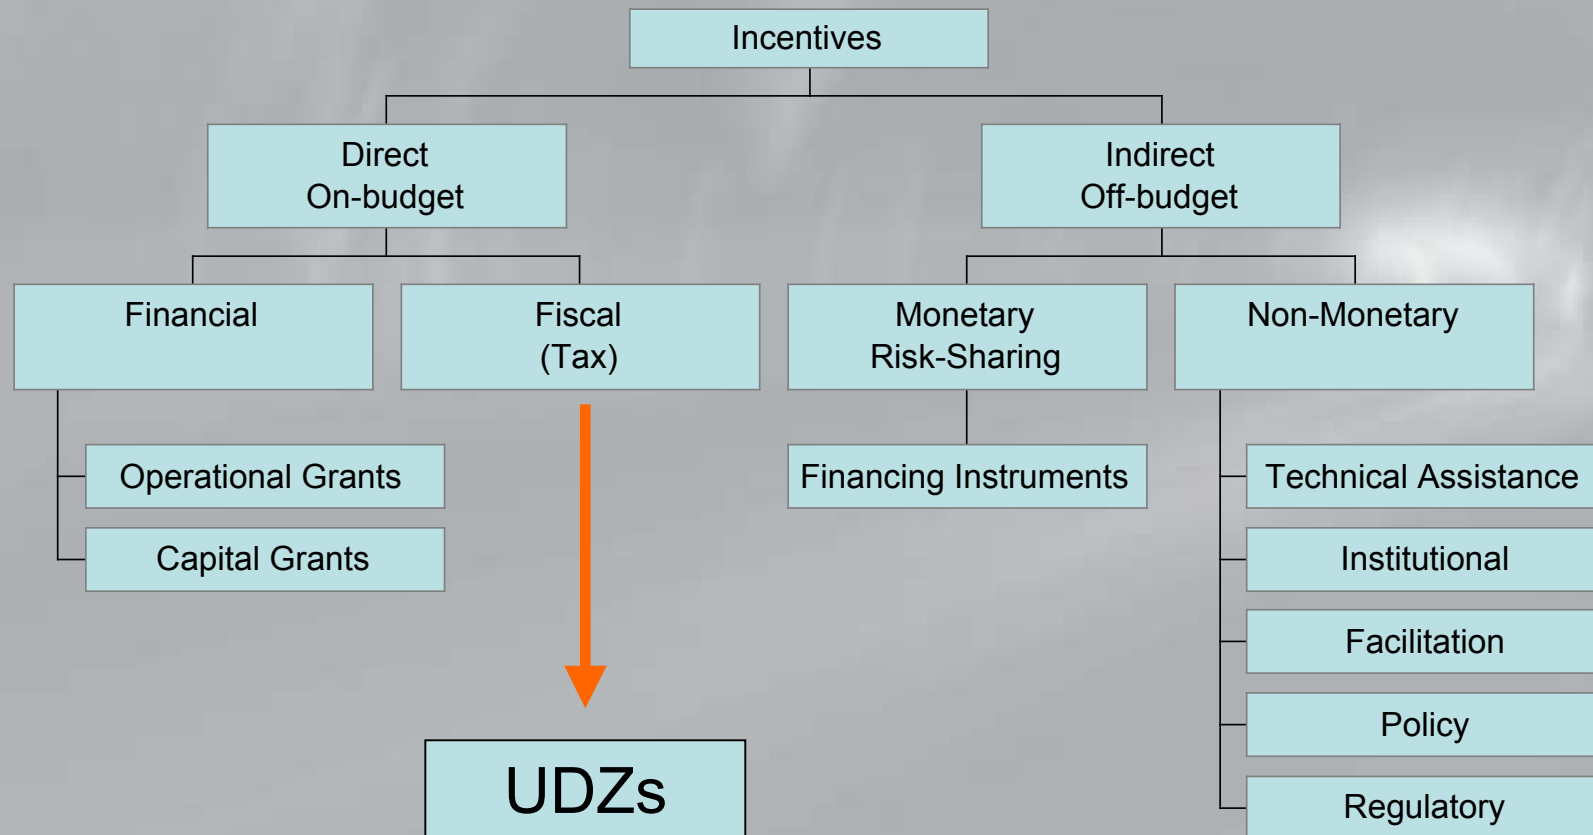 Incentives
Direct
On-budget
Indirect
Off-budget
Financial
Fiscal
(Tax)
Monetary
Risk-Sharing
Non-Monetary
Operational Grants
Capital Grants
Financing Instruments
Technical Assistance
Institutional
Facilitation
Policy
Regulatory
UDZs